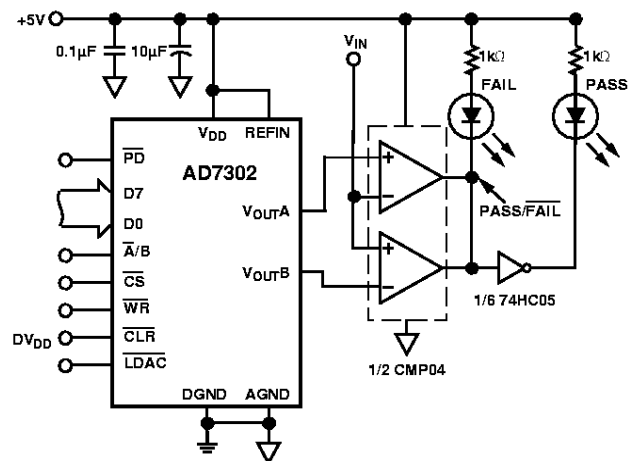 +5V
0.1µF
10µF
VIN
1kΩ
1kΩ
FAIL
PASS
VDD
REFIN
PD
AD7302
D7
D0
VOUTA
PASS/FAIL
A/B
VOUTB
CS
WR
1/6 74HC05
DVDD
CLR
LDAC
1/2 CMP04
DGND
AGND
+
−
+
−